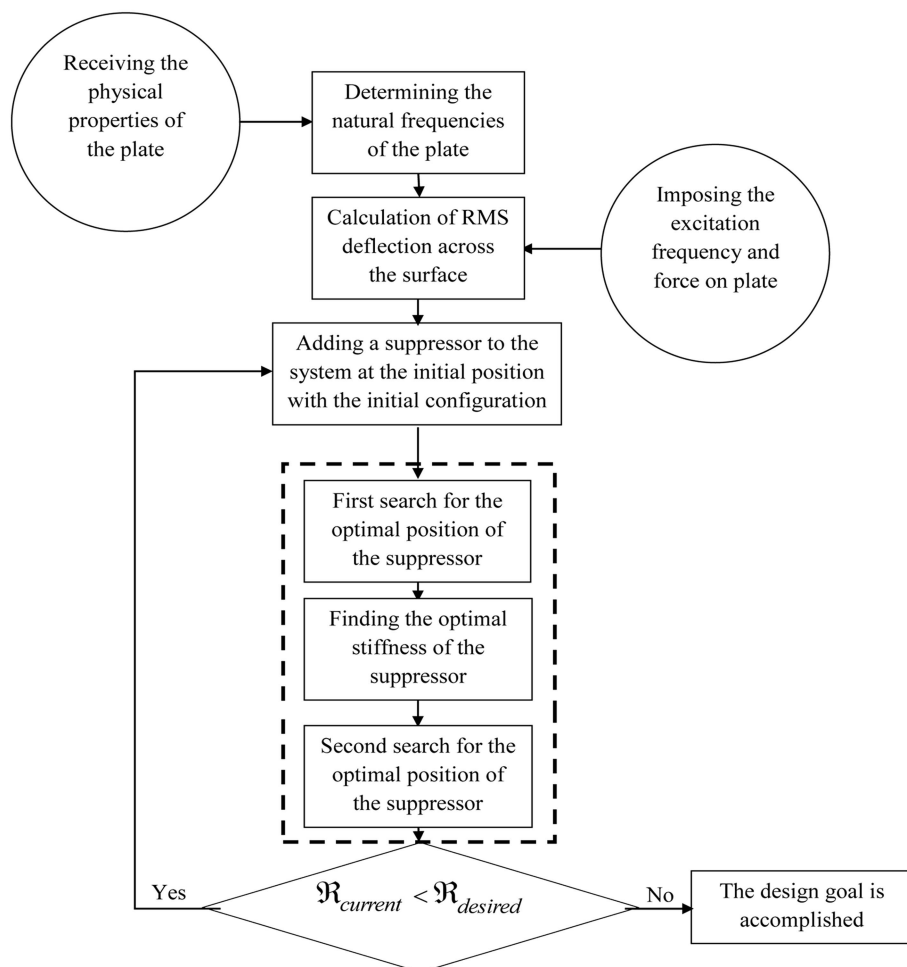 Receiving the
physical
properties of
the plate
Determining the
natural frequencies
of the plate
Calculation of RMS
deflection across
the surface
Imposing the
excitation
frequency and
force on plate
Adding a suppressor to the
system at the initial position
with the initial configuration
First search for the
optimal position of
the suppressor
Finding the optimal
stiffness of the
suppressor
Second search for the
optimal position of
the suppressor
Yes
ℜcurrent < ℜdesired
No
The design goal is
accomplished